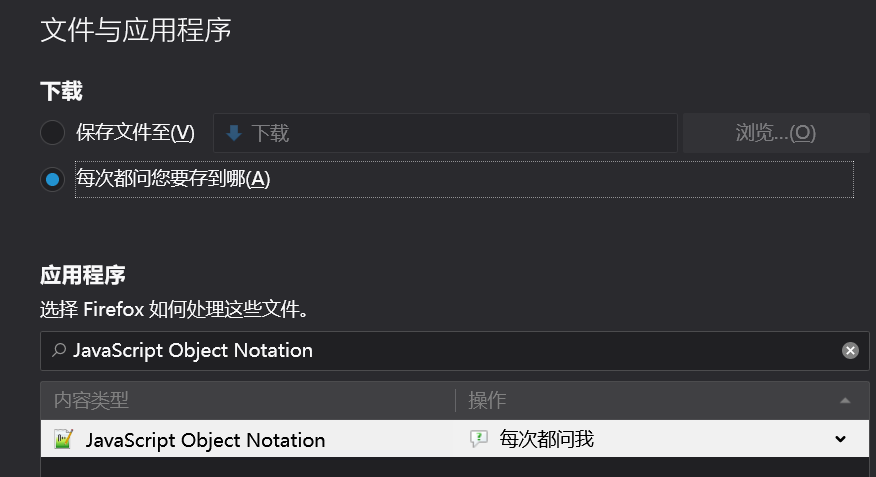 文件与应用程序
下载
保存文件至(V) 下载 浏览...(O)
每次都问您要存到哪(A)
应用程序
选择 Firefox 如何处理这些文件。
JavaScript Object Notation
内容类型 操作
JavaScript Object Notation 每次都问我